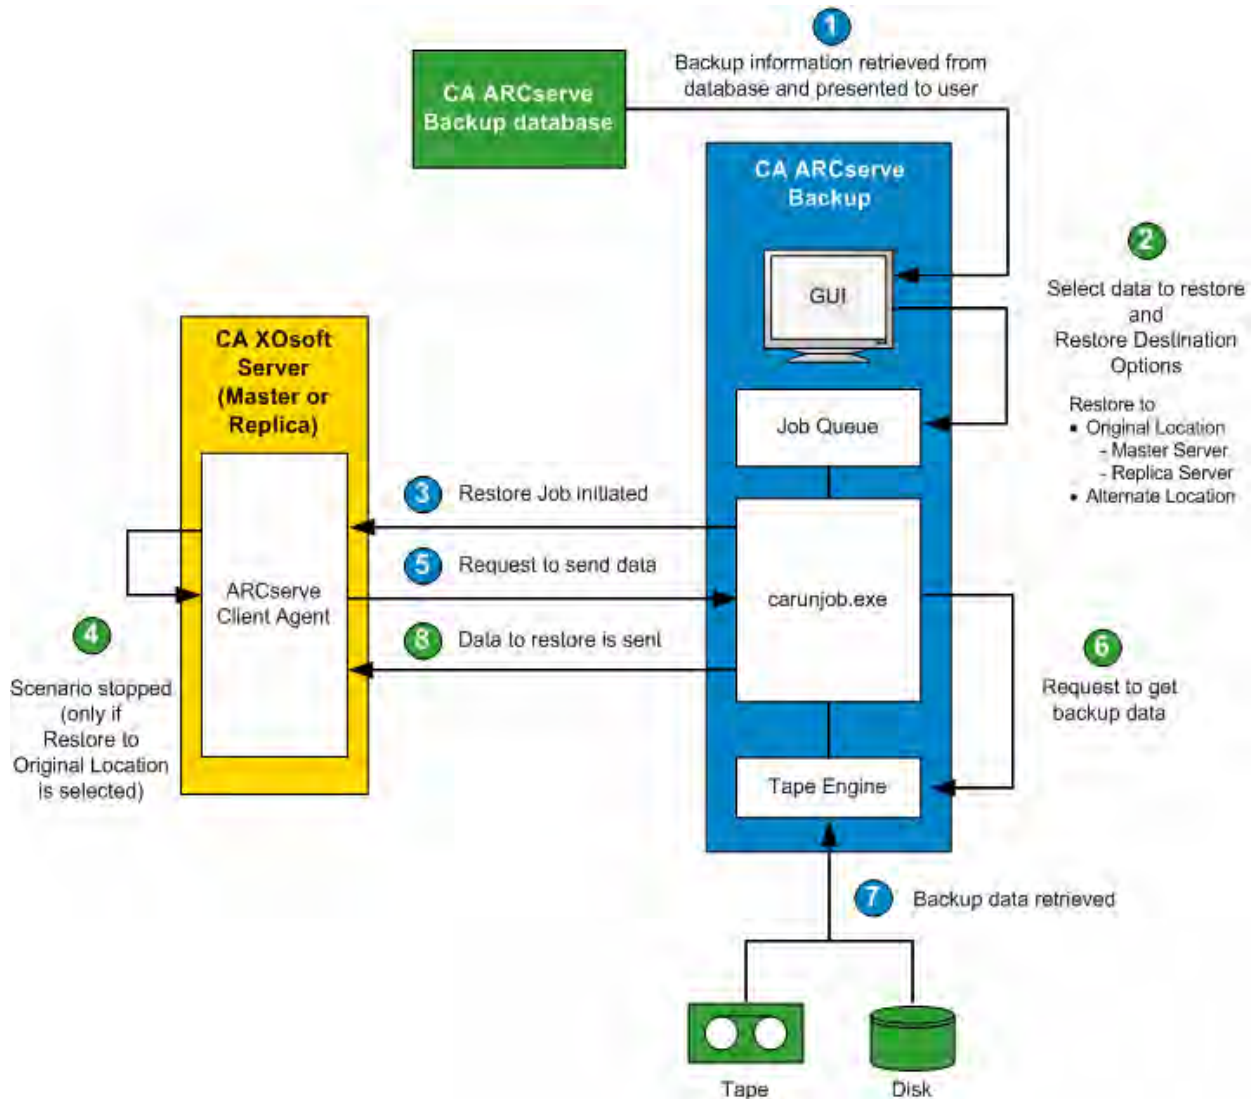 1
Backup information retrieved from
database and presented to user
CA ARCserve
Backup database
CA ARCserve
Backup
GUI
2
Select data to restore
and
Restore Destination
Options
Restore to
• Original Location
- Master Server
- Replica Server
• Alternate Location
Job Queue
CA XOsoft
Server
(Master or
Replica)
3 Restore Job initiated
5 Request to send data
ARCserve
Client Agent
carunjob.exe
8 Data to restore is sent
4
Scenario stopped
(only if
Restore to
Original Location
is selected)
6
Request to get
backup data
Tape Engine
7 Backup data retrieved
Tape
Disk